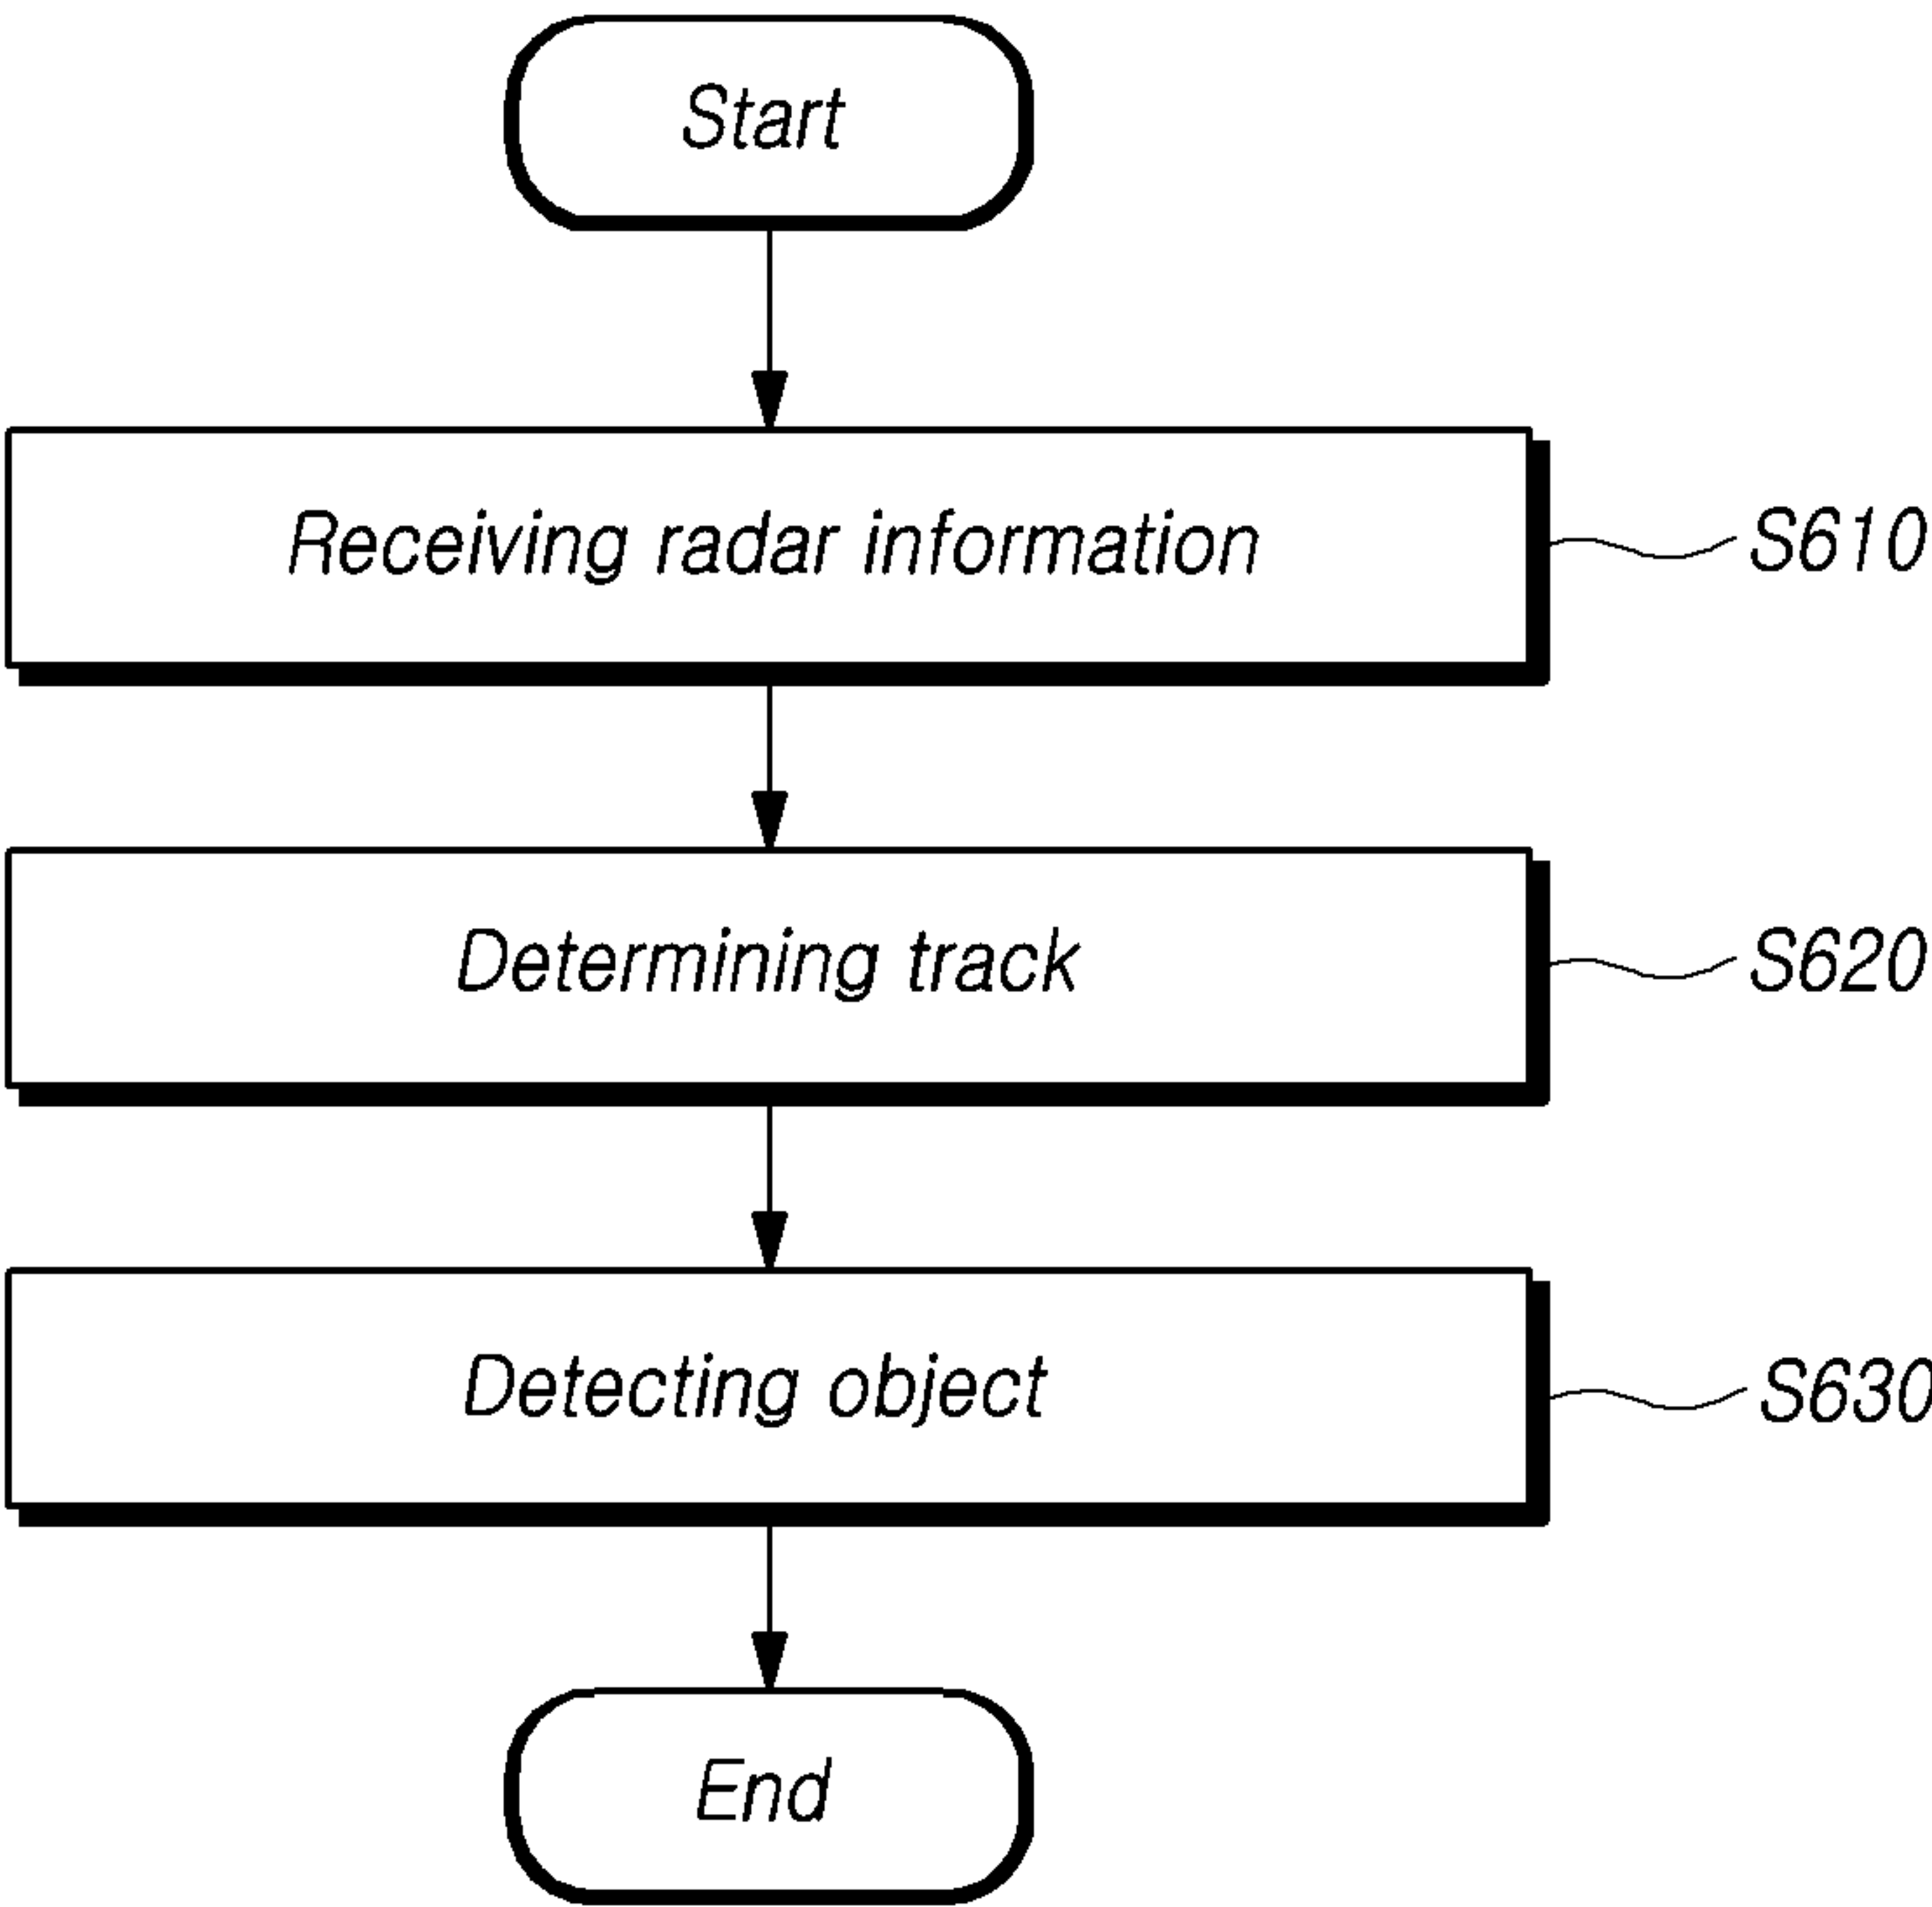 Start
Receiving radar information
S610
Determining track
S620
Detecting object
S630
End